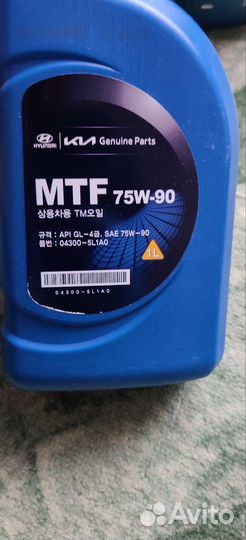 HYUNDAI KIA Genuine Parts
MTF 75W-90
상용차용 TM오일
규격 : API GL-4급, SAE 75W-90
품번 : 04300-5L1A0
1L
04300-5L1A0
Avito